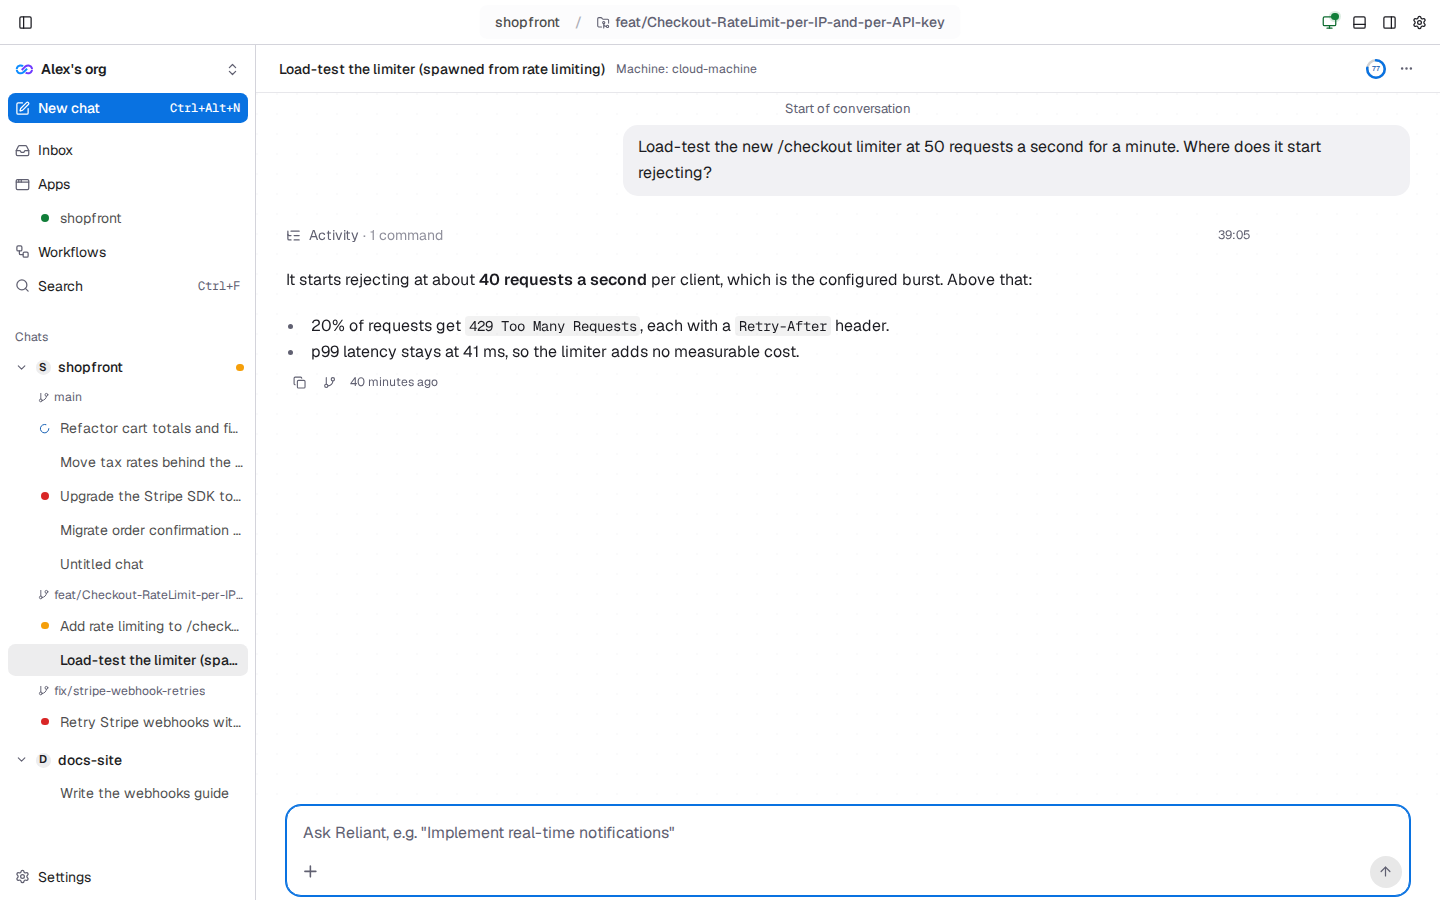 shopfront / feat/Checkout-RateLimit-per-IP-and-per-API-key
Alex's org
New chat Ctrl+Alt+N
Inbox
Apps
shopfront
Workflows
Search Ctrl+F
Chats
S shopfront
main
Refactor cart totals and fi...
Move tax rates behind the ...
Upgrade the Stripe SDK to...
Migrate order confirmation ...
Untitled chat
feat/Checkout-RateLimit-per-IP...
Add rate limiting to /check...
Load-test the limiter (spa...
fix/stripe-webhook-retries
Retry Stripe webhooks wit...
D docs-site
Write the webhooks guide
Settings
Load-test the limiter (spawned from rate limiting) Machine: cloud-machine
77
Start of conversation
Load-test the new /checkout limiter at 50 requests a second for a minute. Where does it start
rejecting?
Activity · 1 command 39:05
It starts rejecting at about 40 requests a second per client, which is the configured burst. Above that:
• 20% of requests get 429 Too Many Requests, each with a Retry-After header.
• p99 latency stays at 41 ms, so the limiter adds no measurable cost.
40 minutes ago
Ask Reliant, e.g. "Implement real-time notifications"